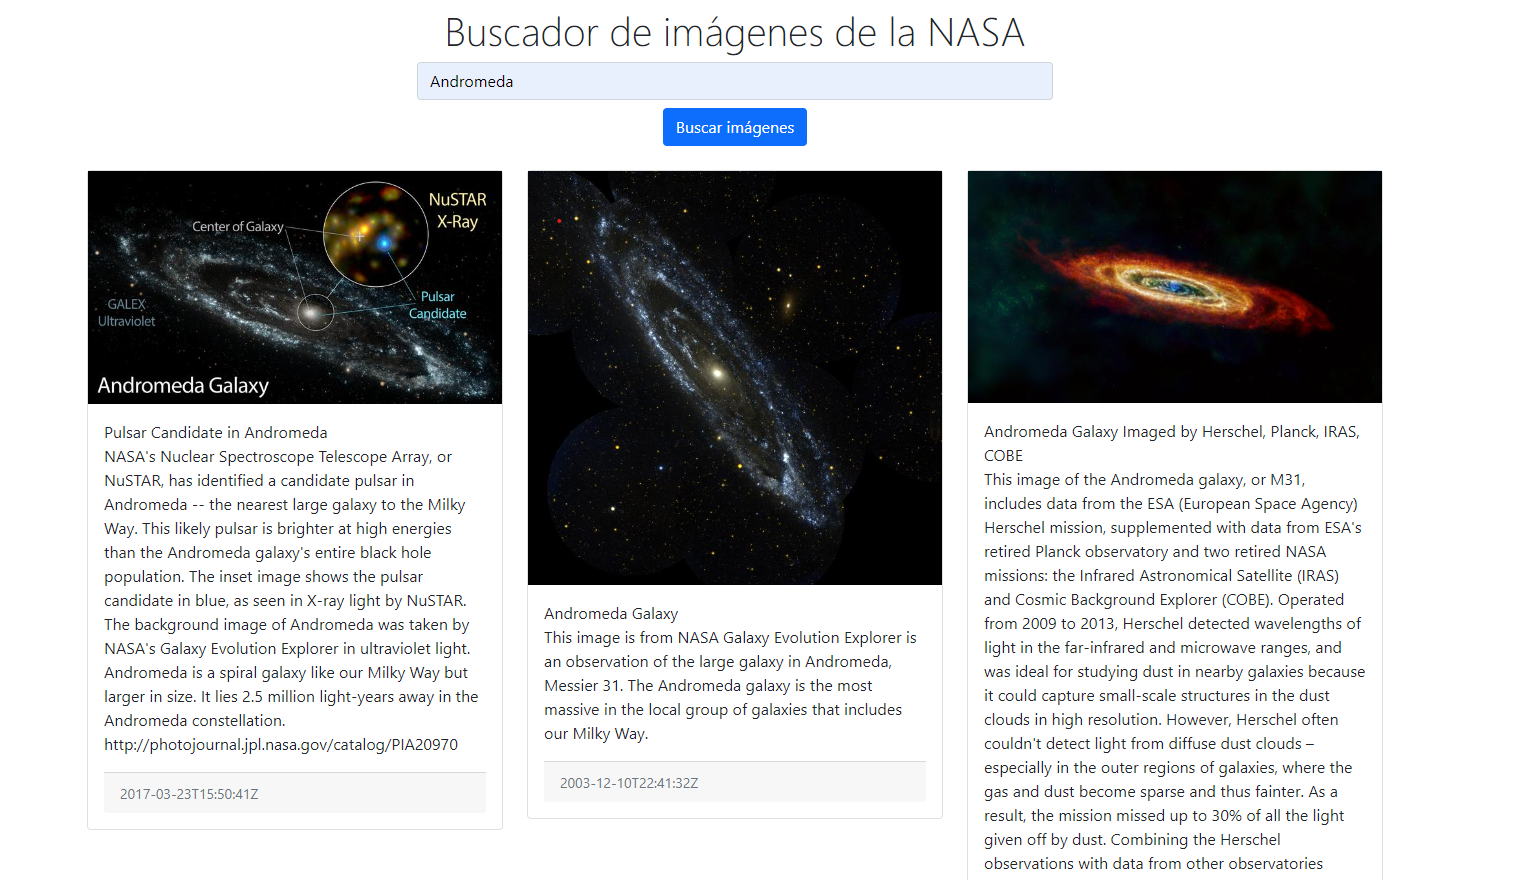 Buscador de imágenes de la NASA
Andromeda
Buscar imágenes
NuSTAR
X-Ray
Center of Galaxy
GALEX
Ultraviolet
Pulsar
Candidate
Andromeda Galaxy
Pulsar Candidate in Andromeda
NASA's Nuclear Spectroscope Telescope Array, or
NuSTAR, has identified a candidate pulsar in
Andromeda -- the nearest large galaxy to the Milky
Way. This likely pulsar is brighter at high energies
than the Andromeda galaxy's entire black hole
population. The inset image shows the pulsar
candidate in blue, as seen in X-ray light by NuSTAR.
The background image of Andromeda was taken by
NASA's Galaxy Evolution Explorer in ultraviolet light.
Andromeda is a spiral galaxy like our Milky Way but
larger in size. It lies 2.5 million light-years away in the
Andromeda constellation.
http://photojournal.jpl.nasa.gov/catalog/PIA20970
2017-03-23T15:50:41Z
Andromeda Galaxy
This image is from NASA Galaxy Evolution Explorer is
an observation of the large galaxy in Andromeda,
Messier 31. The Andromeda galaxy is the most
massive in the local group of galaxies that includes
our Milky Way.
2003-12-10T22:41:32Z
Andromeda Galaxy Imaged by Herschel, Planck, IRAS,
COBE
This image of the Andromeda galaxy, or M31,
includes data from the ESA (European Space Agency)
Herschel mission, supplemented with data from ESA's
retired Planck observatory and two retired NASA
missions: the Infrared Astronomical Satellite (IRAS)
and Cosmic Background Explorer (COBE). Operated
from 2009 to 2013, Herschel detected wavelengths of
light in the far-infrared and microwave ranges, and
was ideal for studying dust in nearby galaxies because
it could capture small-scale structures in the dust
clouds in high resolution. However, Herschel often
couldn't detect light from diffuse dust clouds –
especially in the outer regions of galaxies, where the
gas and dust become sparse and thus fainter. As a
result, the mission missed up to 30% of all the light
given off by dust. Combining the Herschel
observations with data from other observatories